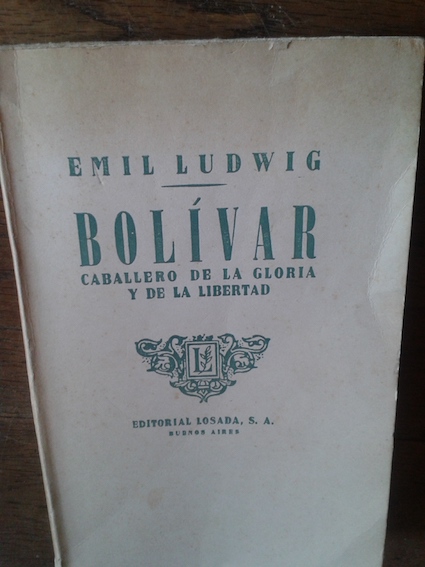 EMIL LUDWIG
BOLÍVAR
CABALLERO DE LA GLORIA
Y DE LA LIBERTAD
L
EDITORIAL LOSADA, S. A.
BUENOS AIRES